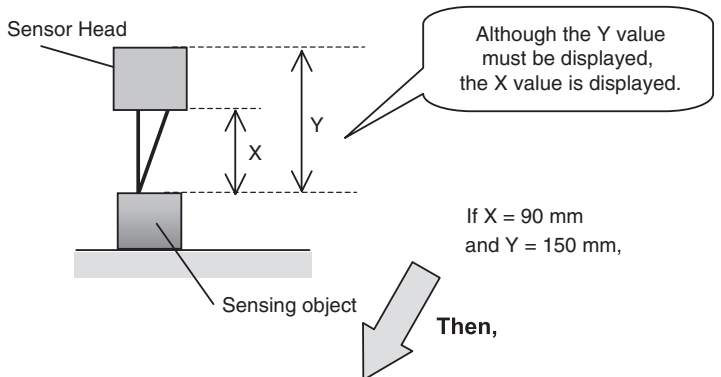 Sensor Head
Although the Y value
must be displayed,
the X value is displayed.
Y
X
If X = 90 mm
and Y = 150 mm,
Sensing object
Then,